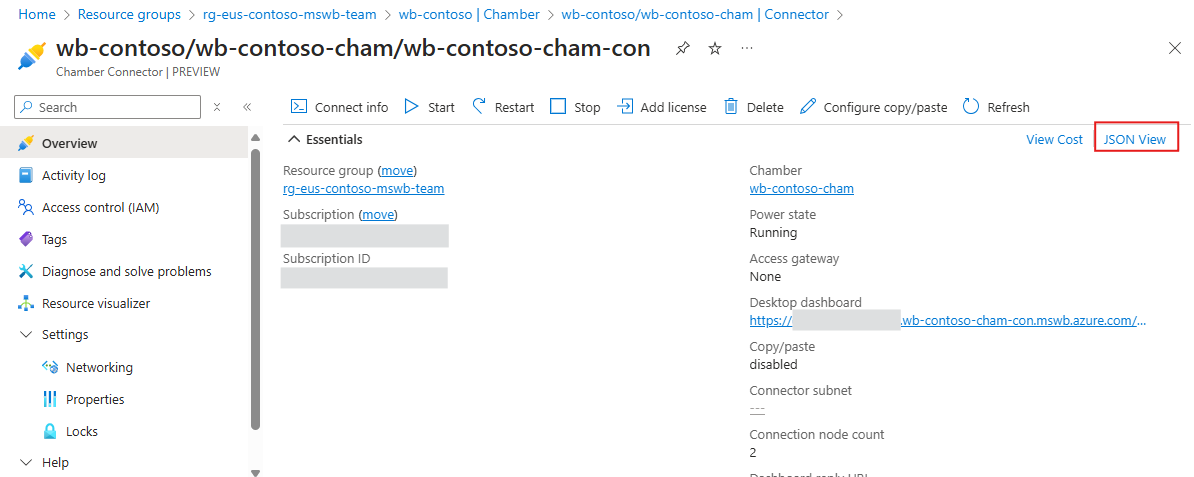 Home > Resource groups > rg-eus-contoso-mswb-team > wb-contoso | Chamber > wb-contoso/wb-contoso-cham | Connector >
wb-contoso/wb-contoso-cham/wb-contoso-cham-con
Chamber Connector | PREVIEW
Search
Connect info Start Restart Stop Add license Delete Configure copy/paste Refresh
Overview
Activity log
Access control (IAM)
Tags
Diagnose and solve problems
Resource visualizer
Settings
Networking
Properties
Locks
Help
Essentials
View Cost JSON View
Resource group (move)
rg-eus-contoso-mswb-team
Subscription (move)
Subscription ID
Chamber
wb-contoso-cham
Power state
Running
Access gateway
None
Desktop dashboard
https:// .wb-contoso-cham-con.mswb.azure.com/...
Copy/paste
disabled
Connector subnet
---
Connection node count
2